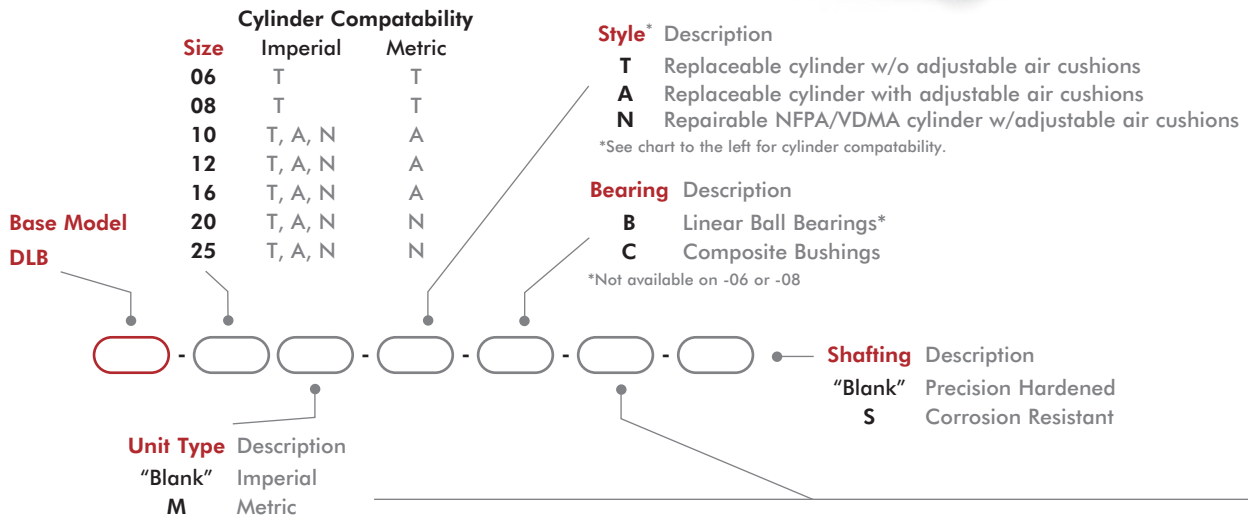 Cylinder Compatability
Size Imperial Metric
06 T T
08 T T
10 T, A, N A
12 T, A, N A
16 T, A, N A
20 T, A, N N
25 T, A, N N
Style* Description
T Replaceable cylinder w/o adjustable air cushions
A Replaceable cylinder with adjustable air cushions
N Repairable NFPA/VDMA cylinder w/adjustable air cushions
*See chart to the left for cylinder compatability.
Bearing Description
B Linear Ball Bearings*
C Composite Bushings
*Not available on -06 or -08
Base Model
DLB
- - - - -
Shafting Description
"Blank" Precision Hardened
S Corrosion Resistant
Unit Type Description
"Blank" Imperial
M Metric